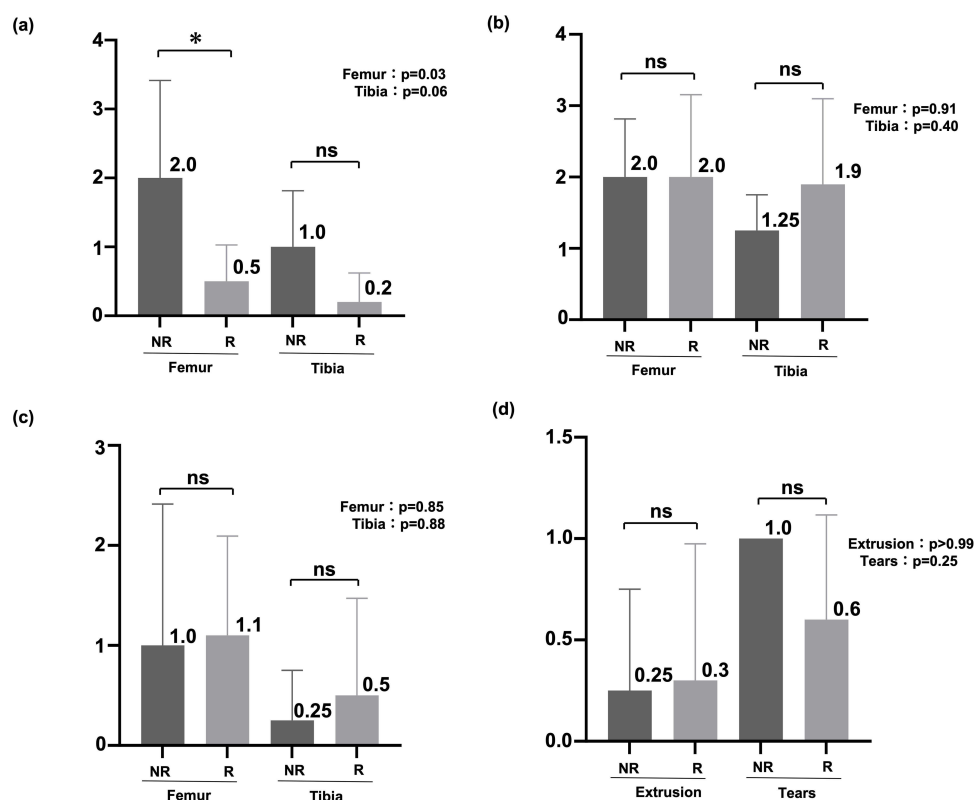 (a)
4
3
2
1
0
*
2.0
0.5
ns
1.0
0.2
Femur：p=0.03
Tibia：p=0.06
NR R NR R
Femur Tibia
(b)
4
3
2
1
0
ns
2.0 2.0
ns
1.25 1.9
Femur：p=0.91
Tibia：p=0.40
NR R NR R
Femur Tibia
(c)
3
2
1
0
ns
1.0 1.1
ns
0.25 0.5
Femur：p=0.85
Tibia：p=0.88
NR R NR R
Femur Tibia
(d)
1.5
1.0
0.5
0.0
ns
0.25 0.3
ns
1.0 0.6
Extrusion：p>0.99
Tears：p=0.25
NR R NR R
Extrusion Tears